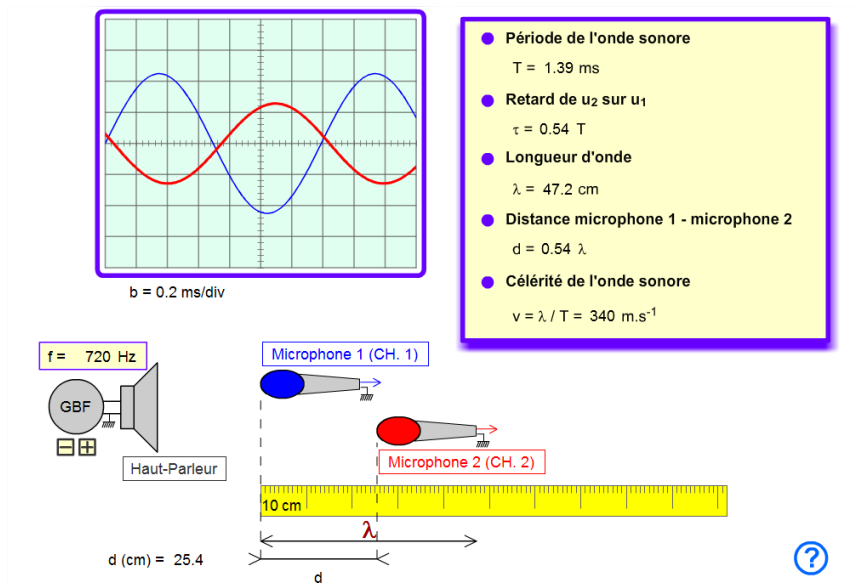 Période de l'onde sonore
T = 1.39 ms
Retard de u₂ sur u₁
τ = 0.54 T
Longueur d'onde
λ = 47.2 cm
Distance microphone 1 - microphone 2
d = 0.54 λ
Célérité de l'onde sonore
v = λ / T = 340 m.s⁻¹
b = 0.2 ms/div
f = 720 Hz
Microphone 1 (CH. 1)
GBF
Haut-Parleur
Microphone 2 (CH. 2)
10 cm
λ
d (cm) = 25.4
d
?